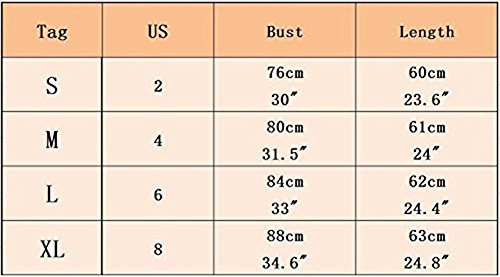 Tag US Bust Length
S 2 76cm 60cm
30″ 23.6″
M 4 80cm 61cm
31.5″ 24″
L 6 84cm 62cm
33″ 24.4″
XL 8 88cm 63cm
34.6″ 24.8″